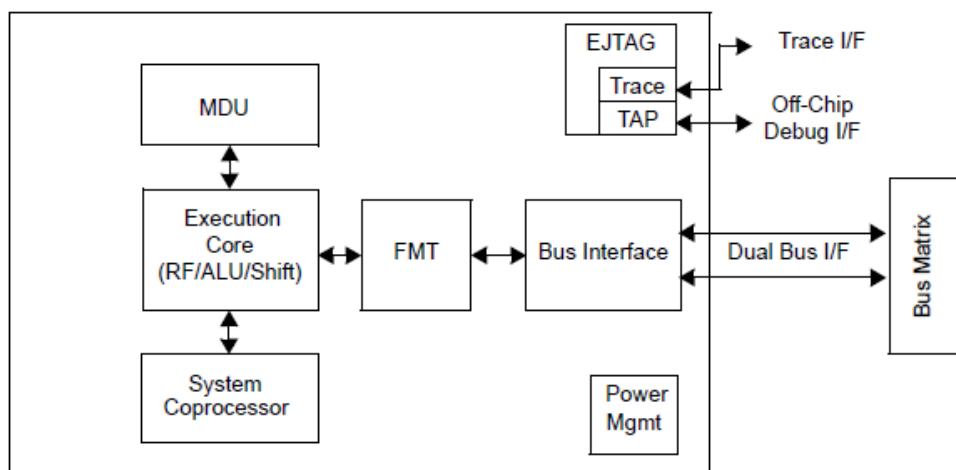 EJTAG
Trace
TAP
Trace I/F
Off-Chip
Debug I/F
MDU
Execution
Core
(RF/ALU/Shift)
FMT
Bus Interface
Dual Bus I/F
Bus Matrix
System
Coprocessor
Power
Mgmt